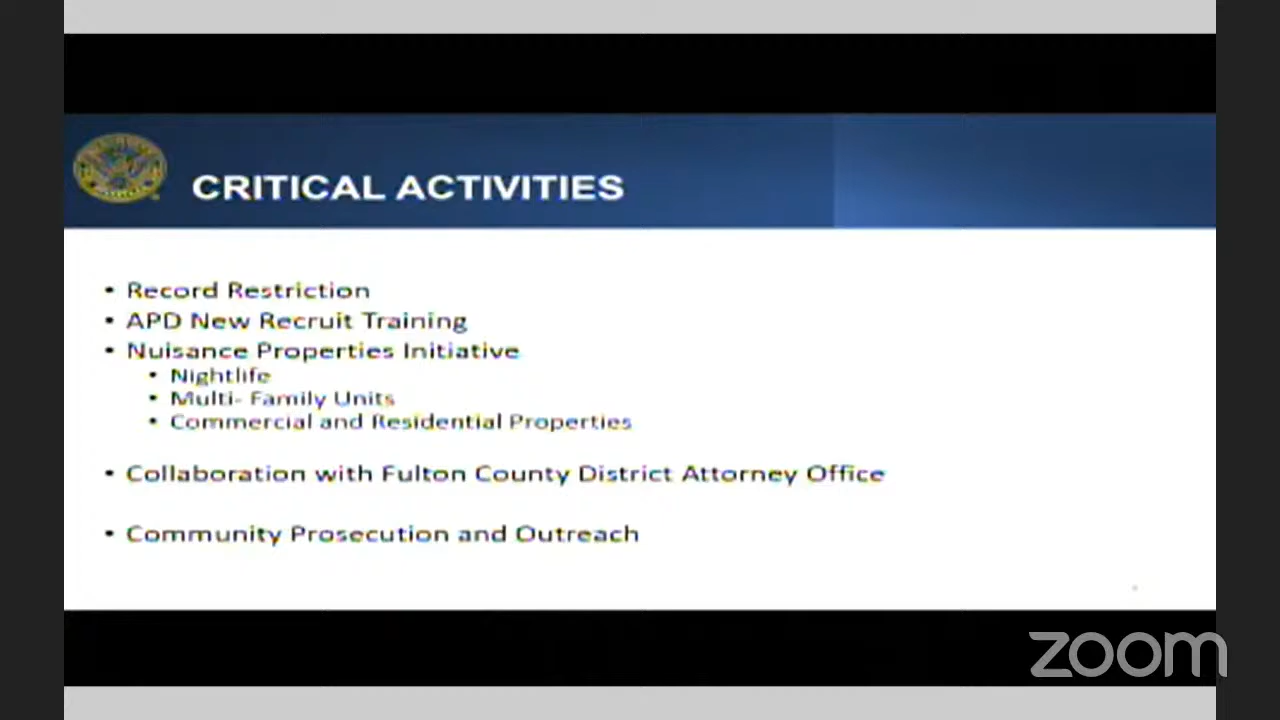 CRITICAL ACTIVITIES
• Record Restriction
• APD New Recruit Training
• Nuisance Properties Initiative
• Nightlife
• Multi- Family Units
• Commercial and Residential Properties
• Collaboration with Fulton County District Attorney Office
• Community Prosecution and Outreach
zoom